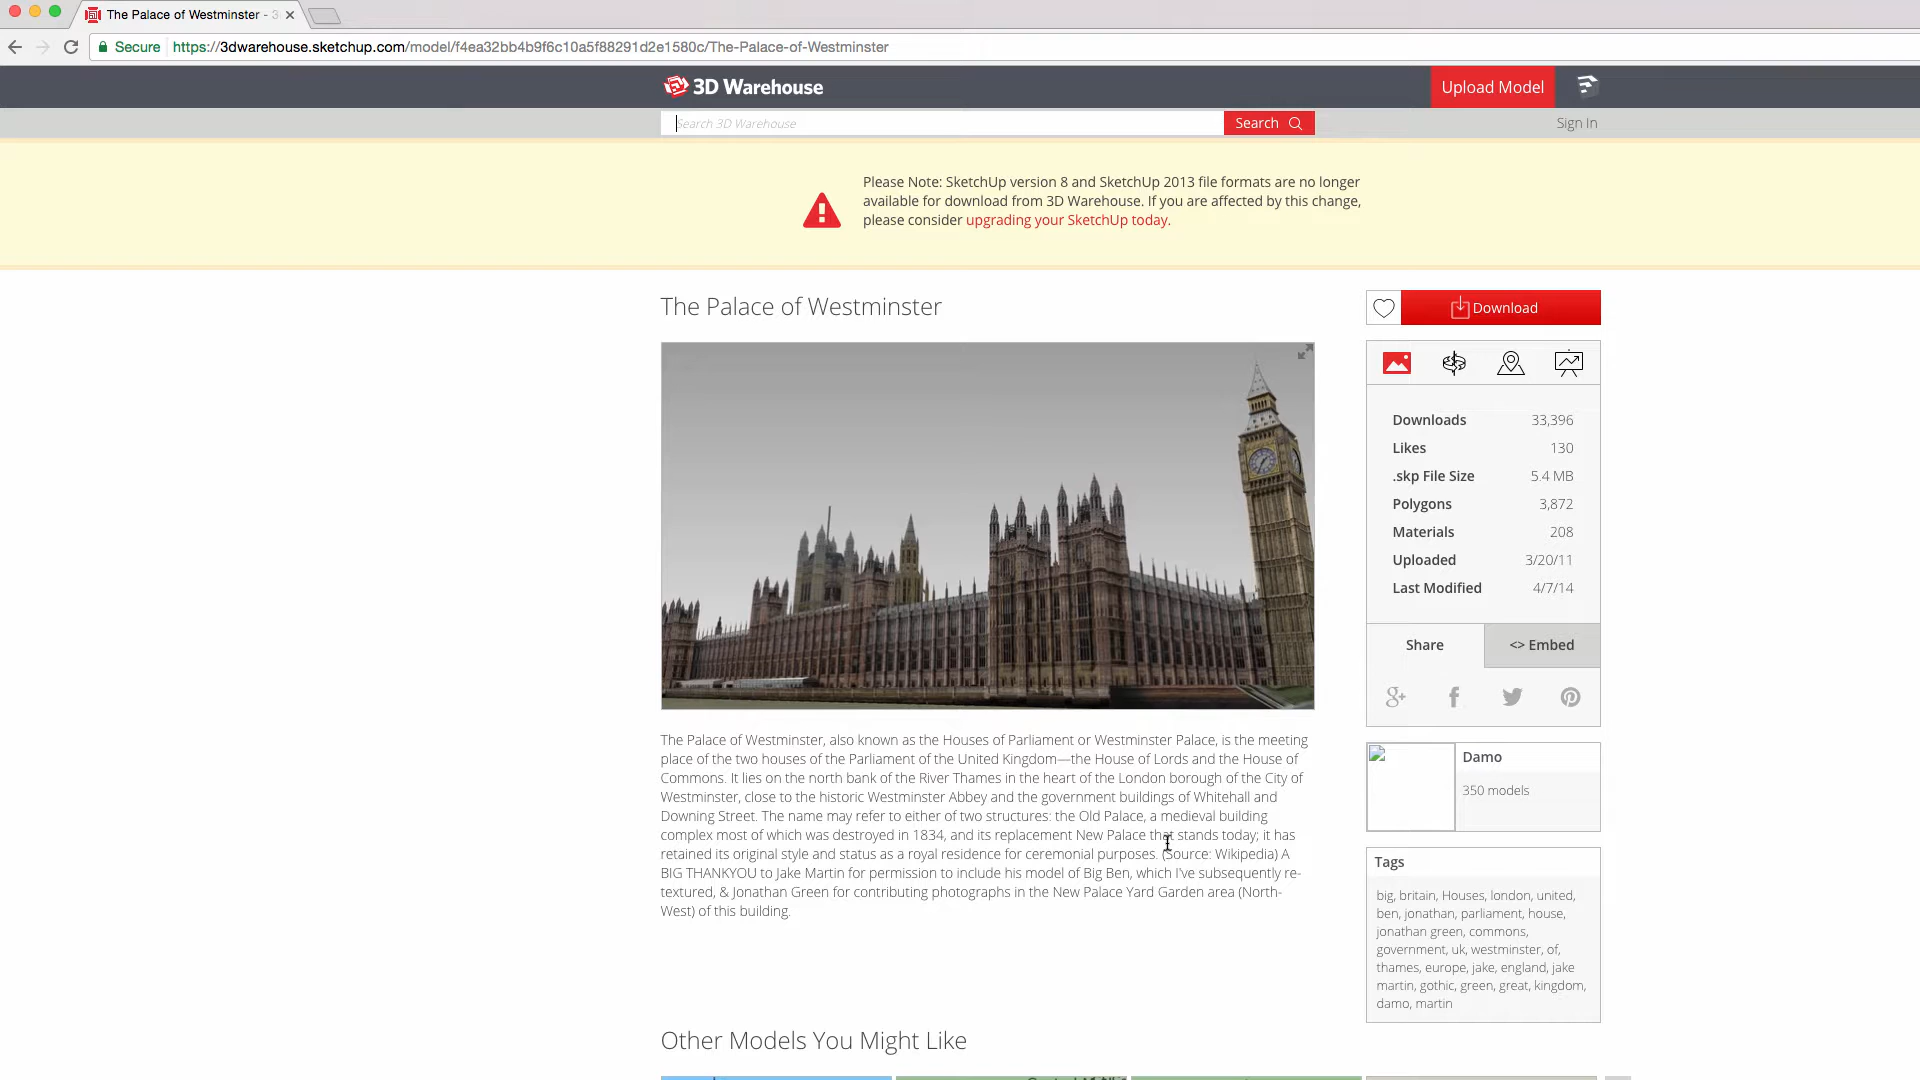 The Palace of Westminster - 3
Secure https://3dwarehouse.sketchup.com/model/f4ea32bb4b9f6c10a5f88291d2e1580c/The-Palace-of-Westminster
3D Warehouse
Upload Model
Search 3D Warehouse
Search
Sign In
Please Note: SketchUp version 8 and SketchUp 2013 file formats are no longer
available for download from 3D Warehouse. If you are affected by this change,
please consider upgrading your SketchUp today.
The Palace of Westminster
Download
Downloads 33,396
Likes 130
.skp File Size 5.4 MB
Polygons 3,872
Materials 208
Uploaded 3/20/11
Last Modified 4/7/14
Share
<> Embed
The Palace of Westminster, also known as the Houses of Parliament or Westminster Palace, is the meeting
place of the two houses of the Parliament of the United Kingdom—the House of Lords and the House of
Commons. It lies on the north bank of the River Thames in the heart of the London borough of the City of
Westminster, close to the historic Westminster Abbey and the government buildings of Whitehall and
Downing Street. The name may refer to either of two structures: the Old Palace, a medieval building
complex most of which was destroyed in 1834, and its replacement New Palace that stands today; it has
retained its original style and status as a royal residence for ceremonial purposes. (Source: Wikipedia) A
BIG THANKYOU to Jake Martin for permission to include his model of Big Ben, which I've subsequently re-
textured, & Jonathan Green for contributing photographs in the New Palace Yard Garden area (North-
West) of this building.
Damo
350 models
Tags
big, britain, Houses, london, united,
ben, jonathan, parliament, house,
jonathan green, commons,
government, uk, westminster, of,
thames, europe, jake, england, jake
martin, gothic, green, great, kingdom,
damo, martin
Other Models You Might Like